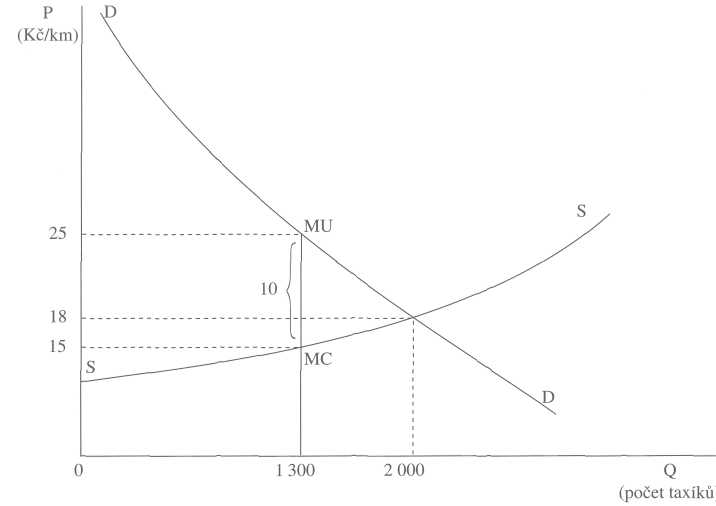 P
(Kč/km)
D
25
MU
S
10
18
15
MC
S
D
0
1 300
2 000
Q
(počet taxíků)